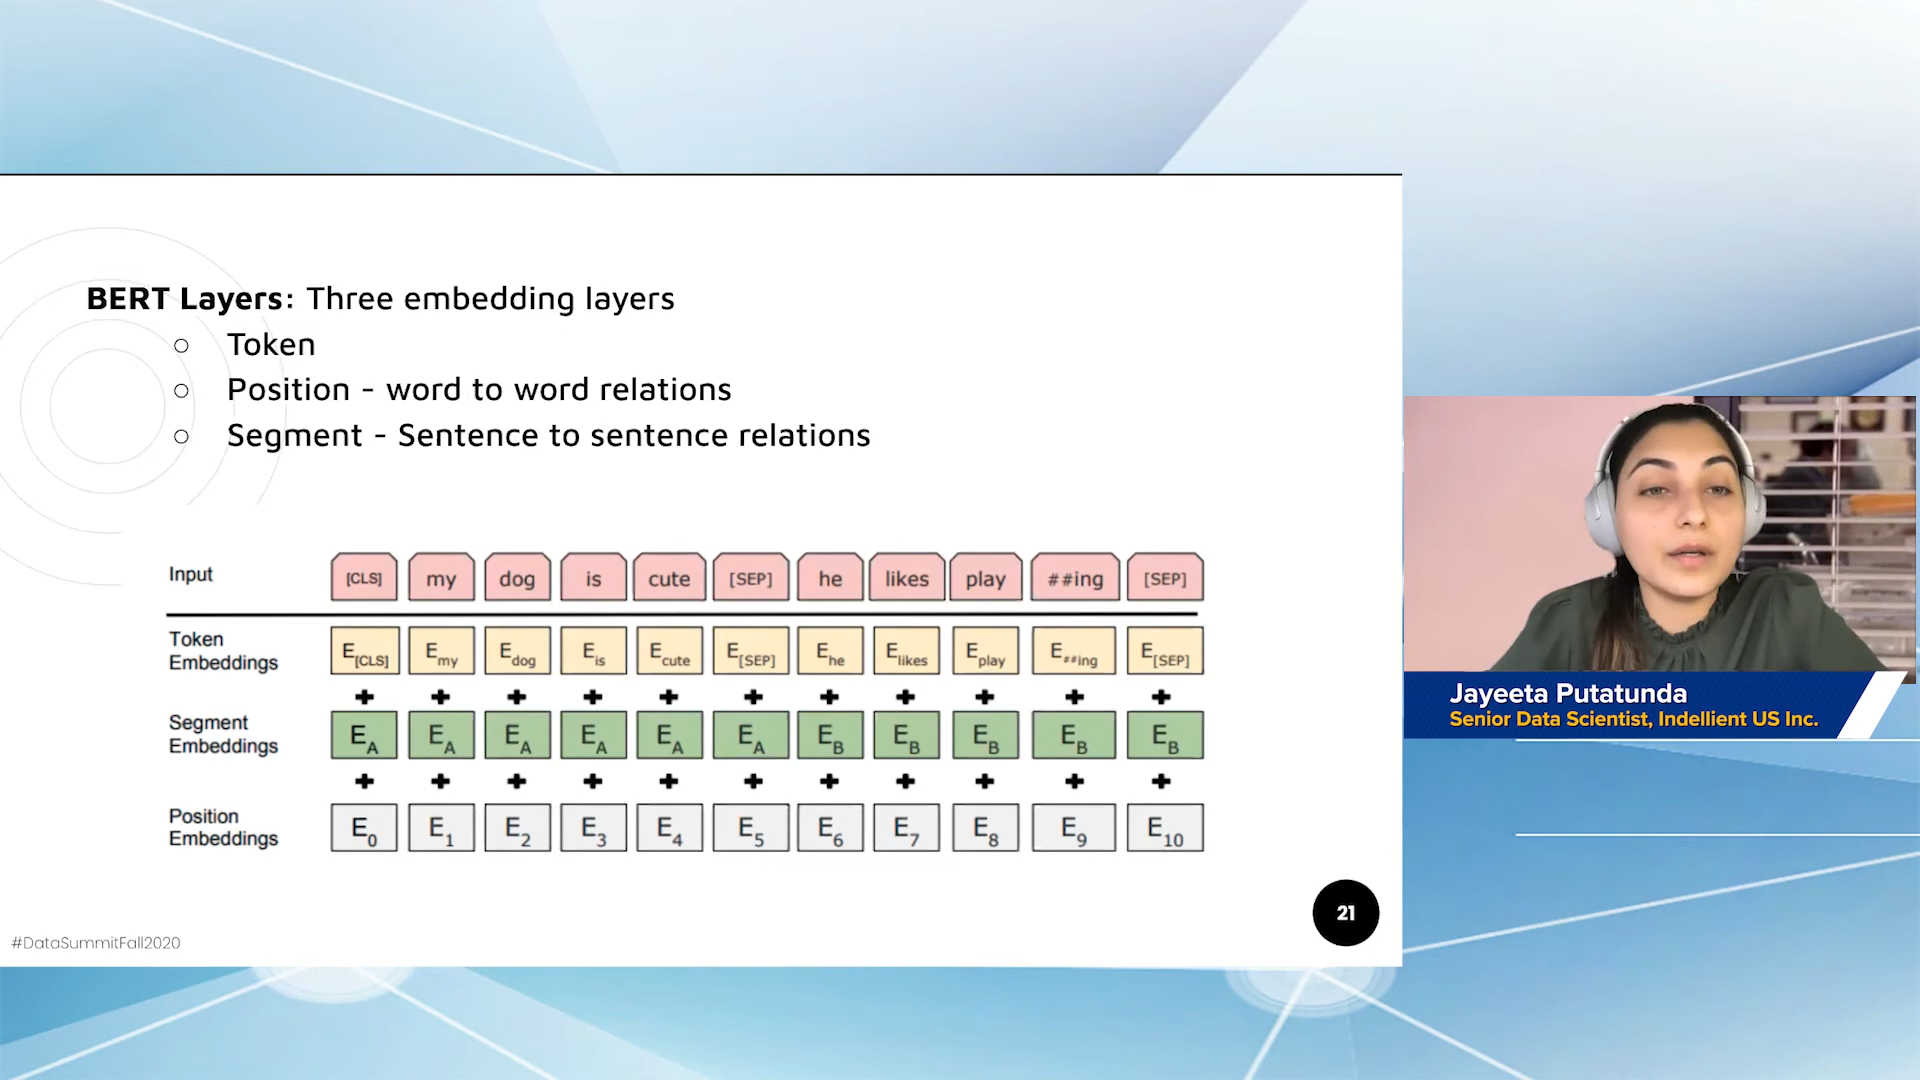 BERT Layers: Three embedding layers
○ Token
○ Position - word to word relations
○ Segment - Sentence to sentence relations
Input [CLS] my dog is cute [SEP] he likes play ##ing [SEP]
Token Embeddings E[CLS] Emy Edog Eis Ecute E[SEP] Ehe Elikes Eplay E##ing E[SEP]
+ + + + + + + + + + +
Segment Embeddings EA EA EA EA EA EA EB EB EB EB EB
+ + + + + + + + + + +
Position Embeddings E0 E1 E2 E3 E4 E5 E6 E7 E8 E9 E10
21
#DataSummitFall2020
Jayeeta Putatunda
Senior Data Scientist, Indellient US Inc.